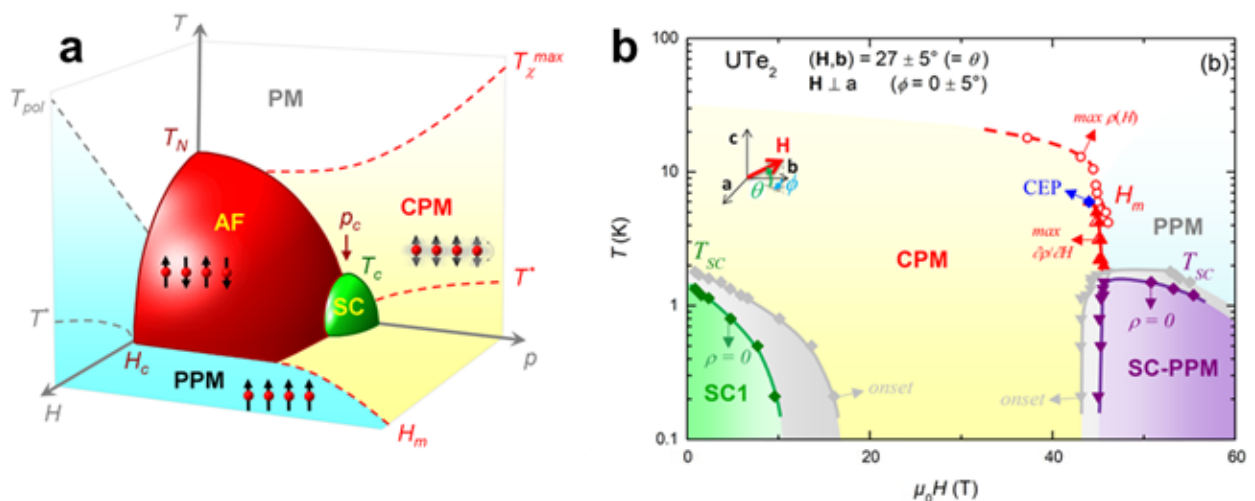 a
T
T_χ^max
PM
T_pol
T_N
AF
p_c
CPM
T_c
SC
T*
T*
H_c
PPM
p
H
H_m
b
UTe₂
(H,b) = 27 ± 5° (= θ)
H ⊥ a (ϕ = 0 ± 5°)
(b)
100
10
1
0.1
T (K)
c
H
b
a
θ
ϕ
max ρ(H)
CEP
H_m
max
∂ρ/∂H
PPM
CPM
T_SC
T_SC
ρ = 0
ρ = 0
SC1
onset
onset
SC-PPM
0
20
40
60
μ₀H (T)